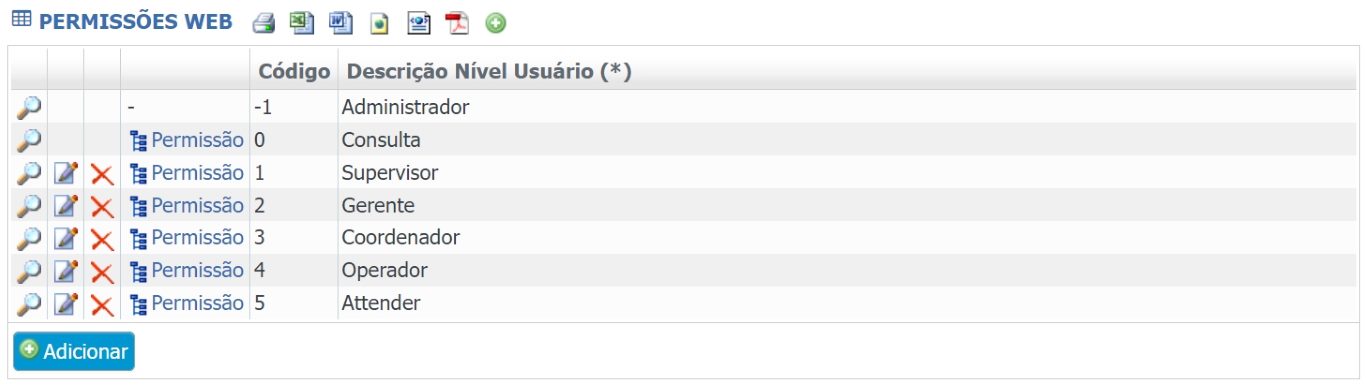 PERMISSÕES WEB
Código Descrição Nível Usuário (*)
- -1 Administrador
Permissão 0 Consulta
Permissão 1 Supervisor
Permissão 2 Gerente
Permissão 3 Coordenador
Permissão 4 Operador
Permissão 5 Attender
Adicionar